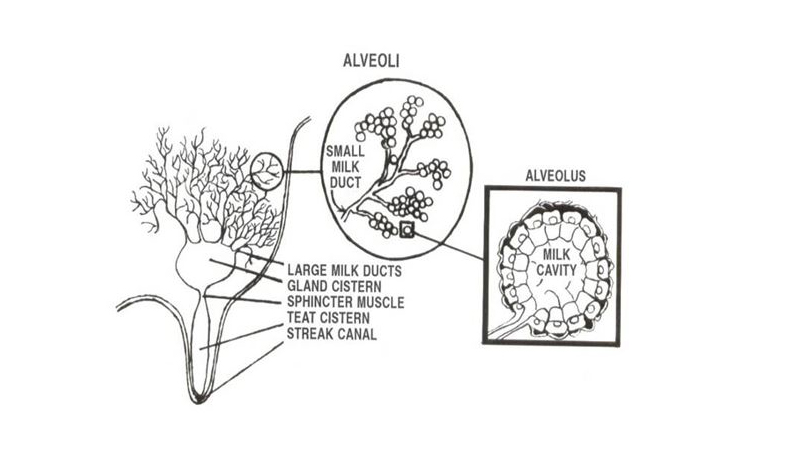 ALVEOLI
SMALL
MILK
DUCT
ALVEOLUS
MILK
CAVITY
LARGE MILK DUCTS
GLAND CISTERN
SPHINCTER MUSCLE
TEAT CISTERN
STREAK CANAL